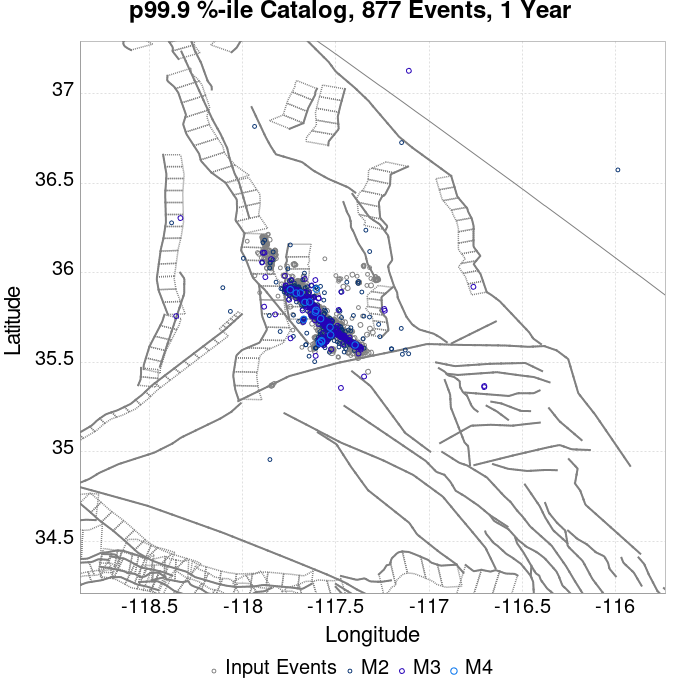 p99.9 %-ile Catalog, 877 Events, 1 Year
37
36.5
36
35.5
35
34.5
Latitude
-118.5 -118 -117.5 -117 -116.5 -116
Longitude
Input Events M2 M3 M4